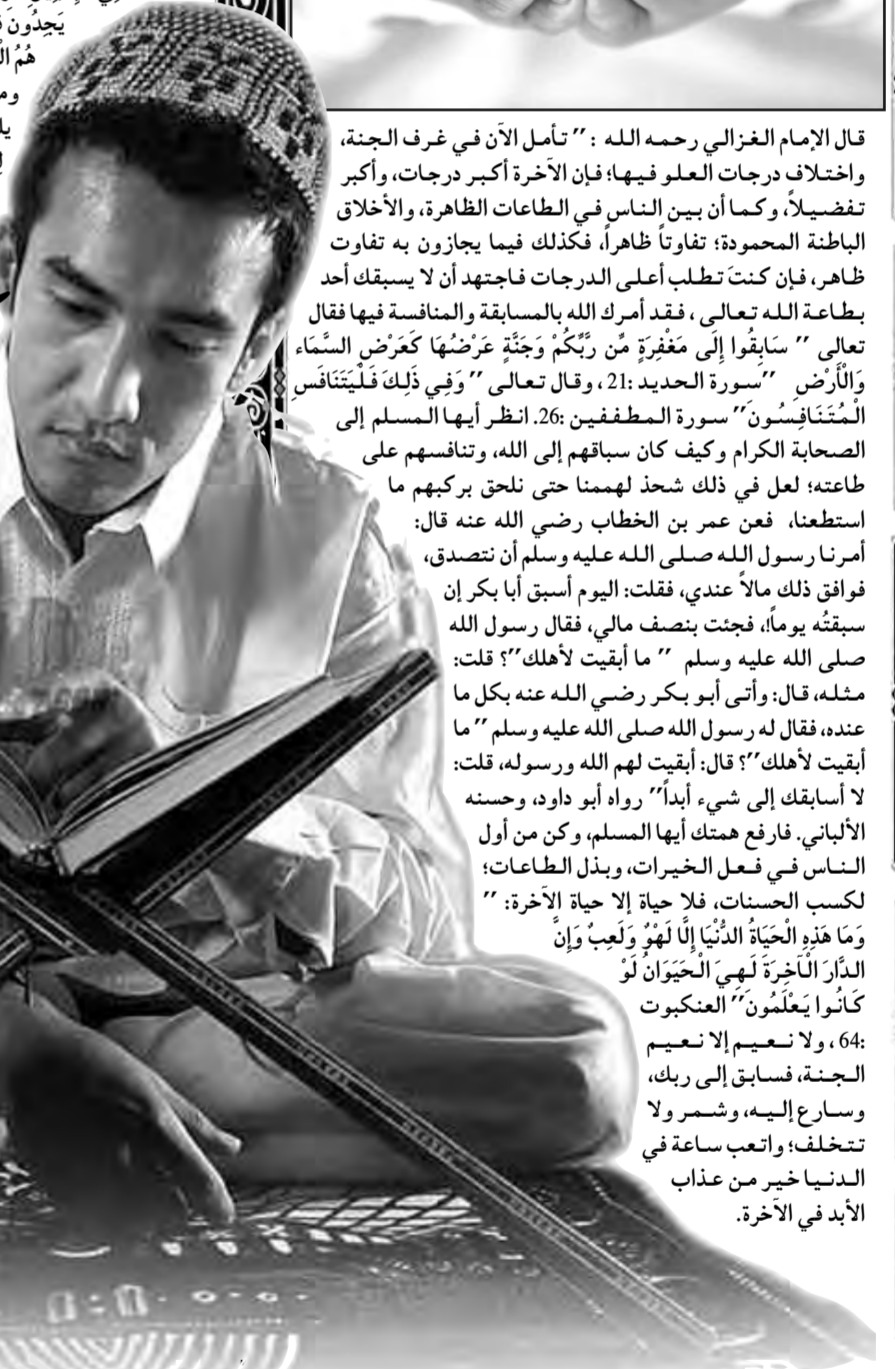 يَجِدُونَ
هُمُ
قال الإمام الغزالي رحمه الله : ’’ تأمل الآن في غرف الجنة،
واختلاف درجات العلو فيها؛ فإن الآخرة أكبر درجات، وأكبر
تفضيلاً، وكما أن بين الناس في الطاعات الظاهرة، والأخلاق
الباطنة المحمودة؛ تفاوتاً ظاهراً، فكذلك فيما يجازون به تفاوت
ظاهر، فإن كنتَ تطلب أعلى الدرجات فاجتهد أن لا يسبقك أحد
بطاعة الله تعالى ، فقد أمرك الله بالمسابقة والمنافسة فيها فقال
تعالى ’’ سَابِقُوا إِلَى مَغْفِرَةٍ مِّن رَّبِّكُمْ وَجَنَّةٍ عَرْضُهَا كَعَرْضِ السَّمَاء
وَالْأَرْضِ ’’سورة الحديد :21 ، وقال تعالى ’’ وَفِي ذَلِكَ فَلْيَتَنَافَسِ
الْمُتَنَافِسُونَ’’ سورة المطففين :26. انظر أيها المسلم إلى
الصحابة الكرام وكيف كان سباقهم إلى الله، وتنافسهم على
طاعته؛ لعل في ذلك شحذ لهممنا حتى نلحق بركبهم ما
استطعنا، فعن عمر بن الخطاب رضي الله عنه قال:
أمرنا رسول الله صلى الله عليه وسلم أن نتصدق،
فوافق ذلك مالاً عندي، فقلت: اليوم أسبق أبا بكر إن
سبقتُه يوماً!، فجئت بنصف مالي، فقال رسول الله
صلى الله عليه وسلم ’’ ما أبقيت لأهلك’’؟ قلت:
مثله، قال: وأتى أبو بكر رضي الله عنه بكل ما
عنده، فقال له رسول الله صلى الله عليه وسلم ’’ ما
أبقيت لأهلك’’؟ قال: أبقيت لهم الله ورسوله، قلت:
لا أسابقك إلى شيء أبداً’’ رواه أبو داود، وحسنه
الألباني. فارفع همتك أيها المسلم، وكن من أول
الناس في فعل الخيرات، وبذل الطاعات؛
لكسب الحسنات، فلا حياة إلا حياة الآخرة: ’’
وَمَا هَذِهِ الْحَيَاةُ الدُّنْيَا إِلَّا لَهْوٌ وَلَعِبٌ وَإِنَّ
الدَّارَ الْآخِرَةَ لَهِيَ الْحَيَوَانُ لَوْ
كَانُوا يَعْلَمُونَ’’ العنكبوت
:64 ، ولا نعيم إلا نعيم
الجنة، فسابق إلى ربك،
وسارع إليه، وشمر ولا
تتخلف؛ واتعب ساعة في
الدنيا خير من عذاب
الأبد في الآخرة.